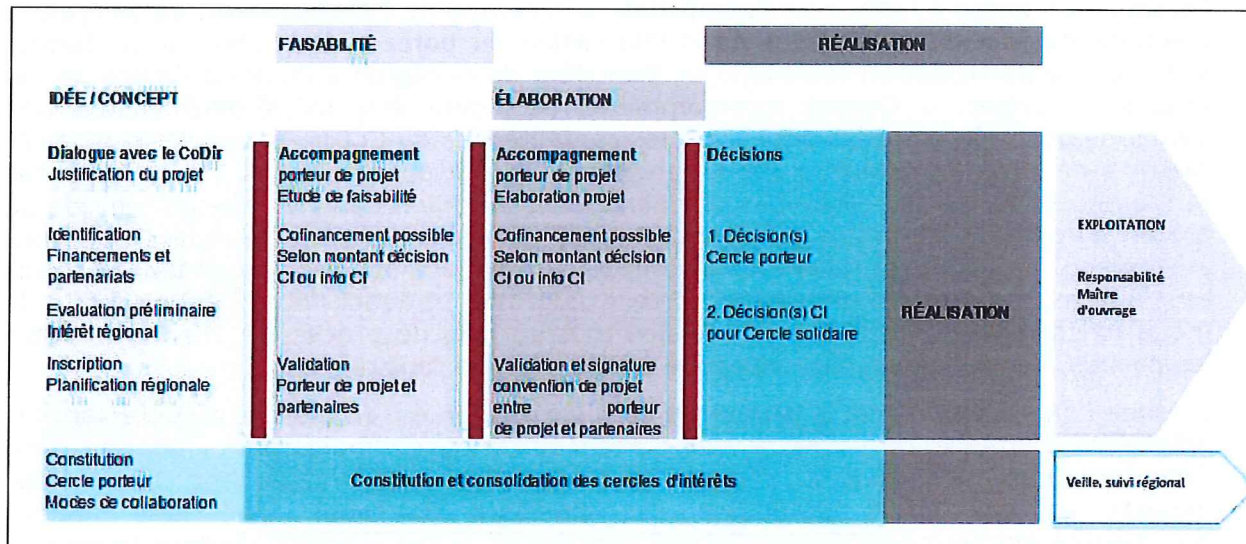 FAISABILITÉ
RÉALISATION
IDÉE / CONCEPT
ÉLABORATION
Dialogue avec le CoDir
Justification du projet
Identification
Financements et
partenariats
Evaluation préliminaire
Intérêt régional
Inscription
Planification régionale
Accompagnement
porteur de projet
Etude de faisabilité
Cofinancement possible
Selon montant décision
CI ou info CI
Validation
Porteur de projet et
partenaires
Accompagnement
porteur de projet
Elaboration projet
Cofinancement possible
Selon montant décision
CI ou info CI
Validation et signature
convention de projet
entre porteur
de projet et partenaires
Décisions
1. Décision(s)
Cercle porteur
2. Décision(s) CI
pour Cercle solidaire
RÉALISATION
EXPLOITATION
Responsabilité
Maître
d'ouvrage
Constitution
Cercle porteur
Modes de collaboration
Constitution et consolidation des cercles d'intérêts
Veille, suivi régional